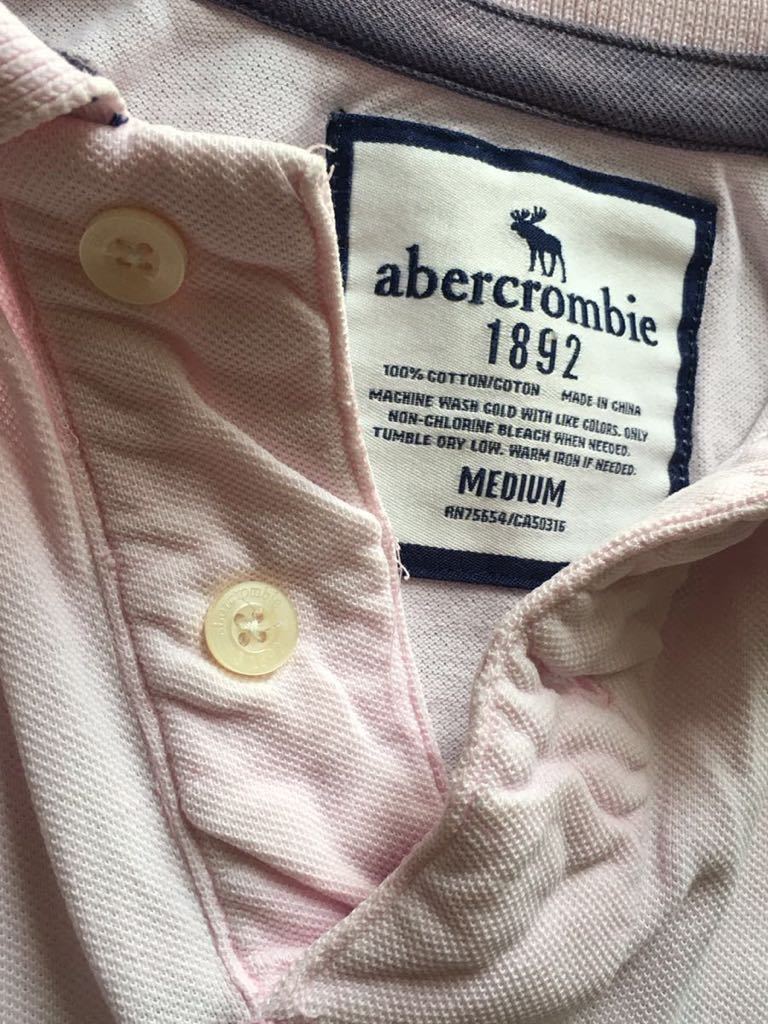 abercrombie
1892
100% COTTON/COTON MADE IN CHINA
MACHINE WASH COLD WITH LIKE COLORS. ONLY
NON-CHLORINE BLEACH WHEN NEEDED.
TUMBLE DRY LOW. WARM IRON IF NEEDED.
MEDIUM
RN75654/CA50316
abercrombie